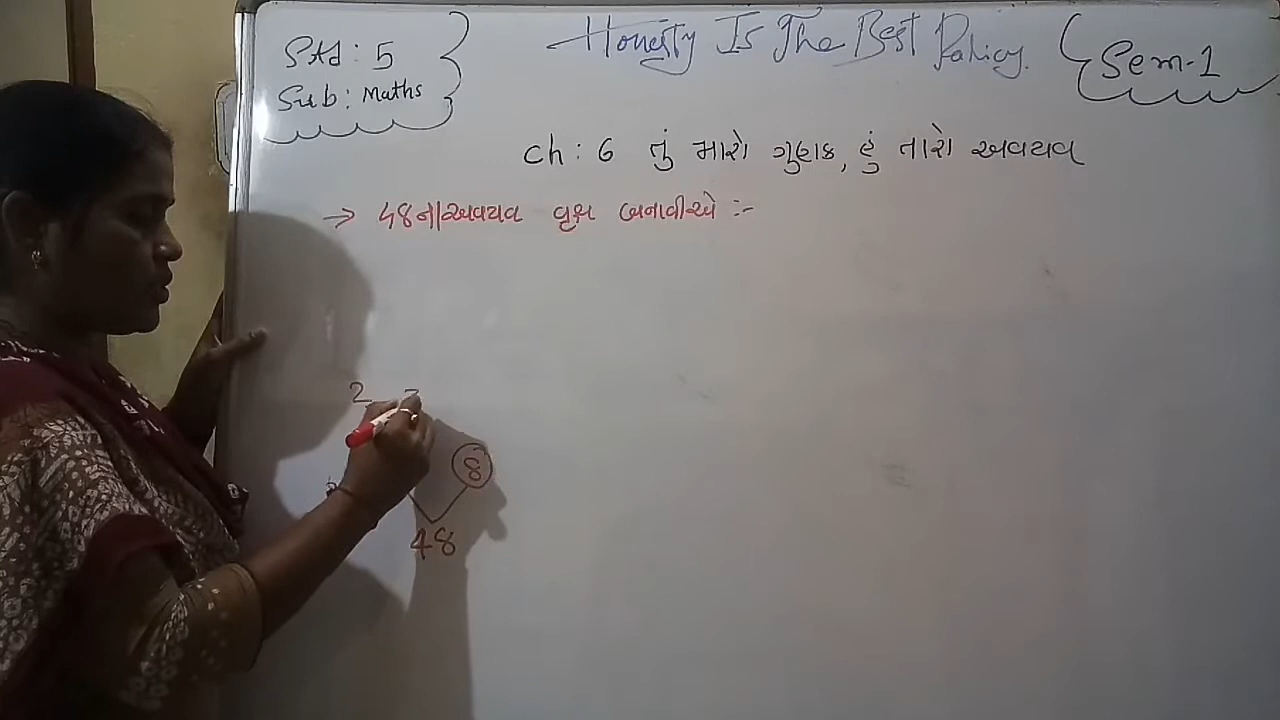 Std : 5
Sub : Maths
Honesty Is The Best Policy.
Sem-1
ch : 6 તું મારો ગુણક, હું તારો અવયવ
→ 48ના અવયવ વૃક્ષ બનાવીએ :-
2
8
48